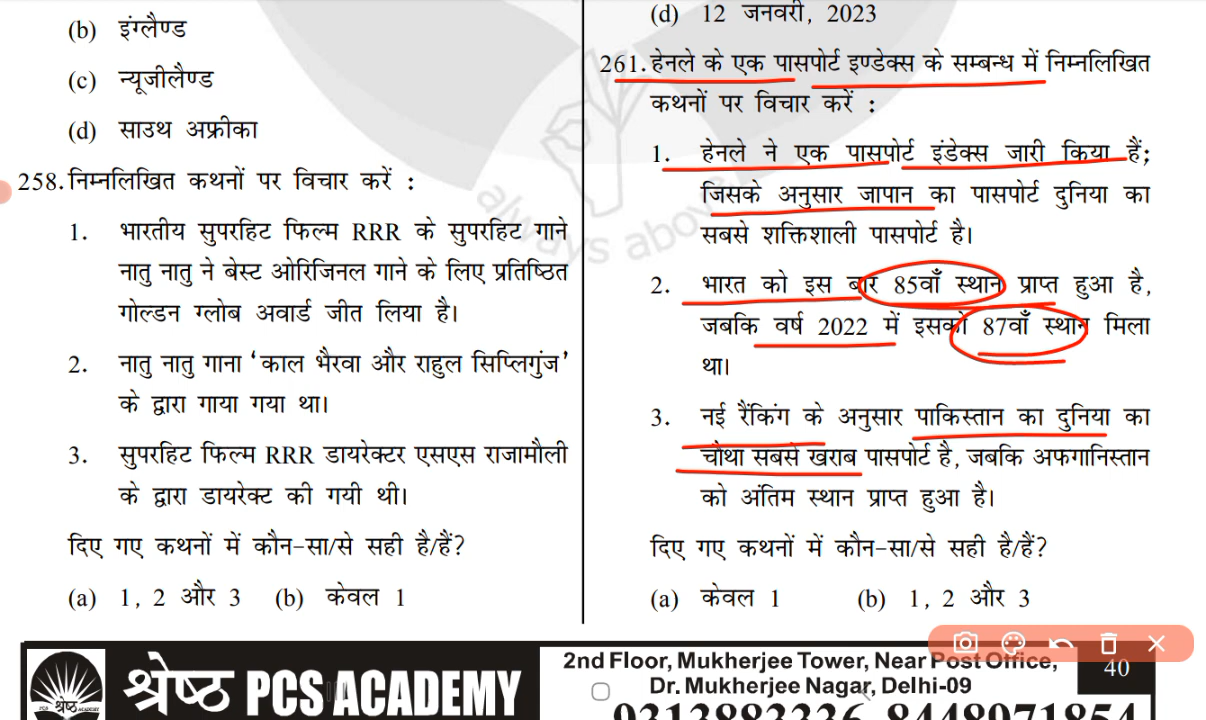 (b) इंग्लैण्ड
(c) न्यूजीलैण्ड
(d) साउथ अफ्रीका
258. निम्नलिखित कथनों पर विचार करें :
1. भारतीय सुपरहिट फिल्म RRR के सुपरहिट गाने
नातु नातु ने बेस्ट ओरिजिनल गाने के लिए प्रतिष्ठित
गोल्डन ग्लोब अवार्ड जीत लिया है।
2. नातु नातु गाना ‘काल भैरवा और राहुल सिप्लिगुंज’
के द्वारा गाया गया था।
3. सुपरहिट फिल्म RRR डायरेक्टर एसएस राजामौली
के द्वारा डायरेक्ट की गयी थी।
दिए गए कथनों में कौन-सा/से सही है/हैं?
(a) 1, 2 और 3 (b) केवल 1
(d) 12 जनवरी, 2023
261. हेनले के एक पासपोर्ट इण्डेक्स के सम्बन्ध में निम्नलिखित
कथनों पर विचार करें :
1. हेनले ने एक पासपोर्ट इंडेक्स जारी किया हैं;
जिसके अनुसार जापान का पासपोर्ट दुनिया का
सबसे शक्तिशाली पासपोर्ट है।
2. भारत को इस बार 85वाँ स्थान प्राप्त हुआ है,
जबकि वर्ष 2022 में इसको 87वाँ स्थान मिला
था।
3. नई रैंकिंग के अनुसार पाकिस्तान का दुनिया का
चौथा सबसे खराब पासपोर्ट है, जबकि अफगानिस्तान
को अंतिम स्थान प्राप्त हुआ है।
दिए गए कथनों में कौन-सा/से सही है/हैं?
(a) केवल 1 (b) 1, 2 और 3
always above
श्रेष्ठ PCS ACADEMY
2nd Floor, Mukherjee Tower, Near Post Office,
Dr. Mukherjee Nagar, Delhi-09
40